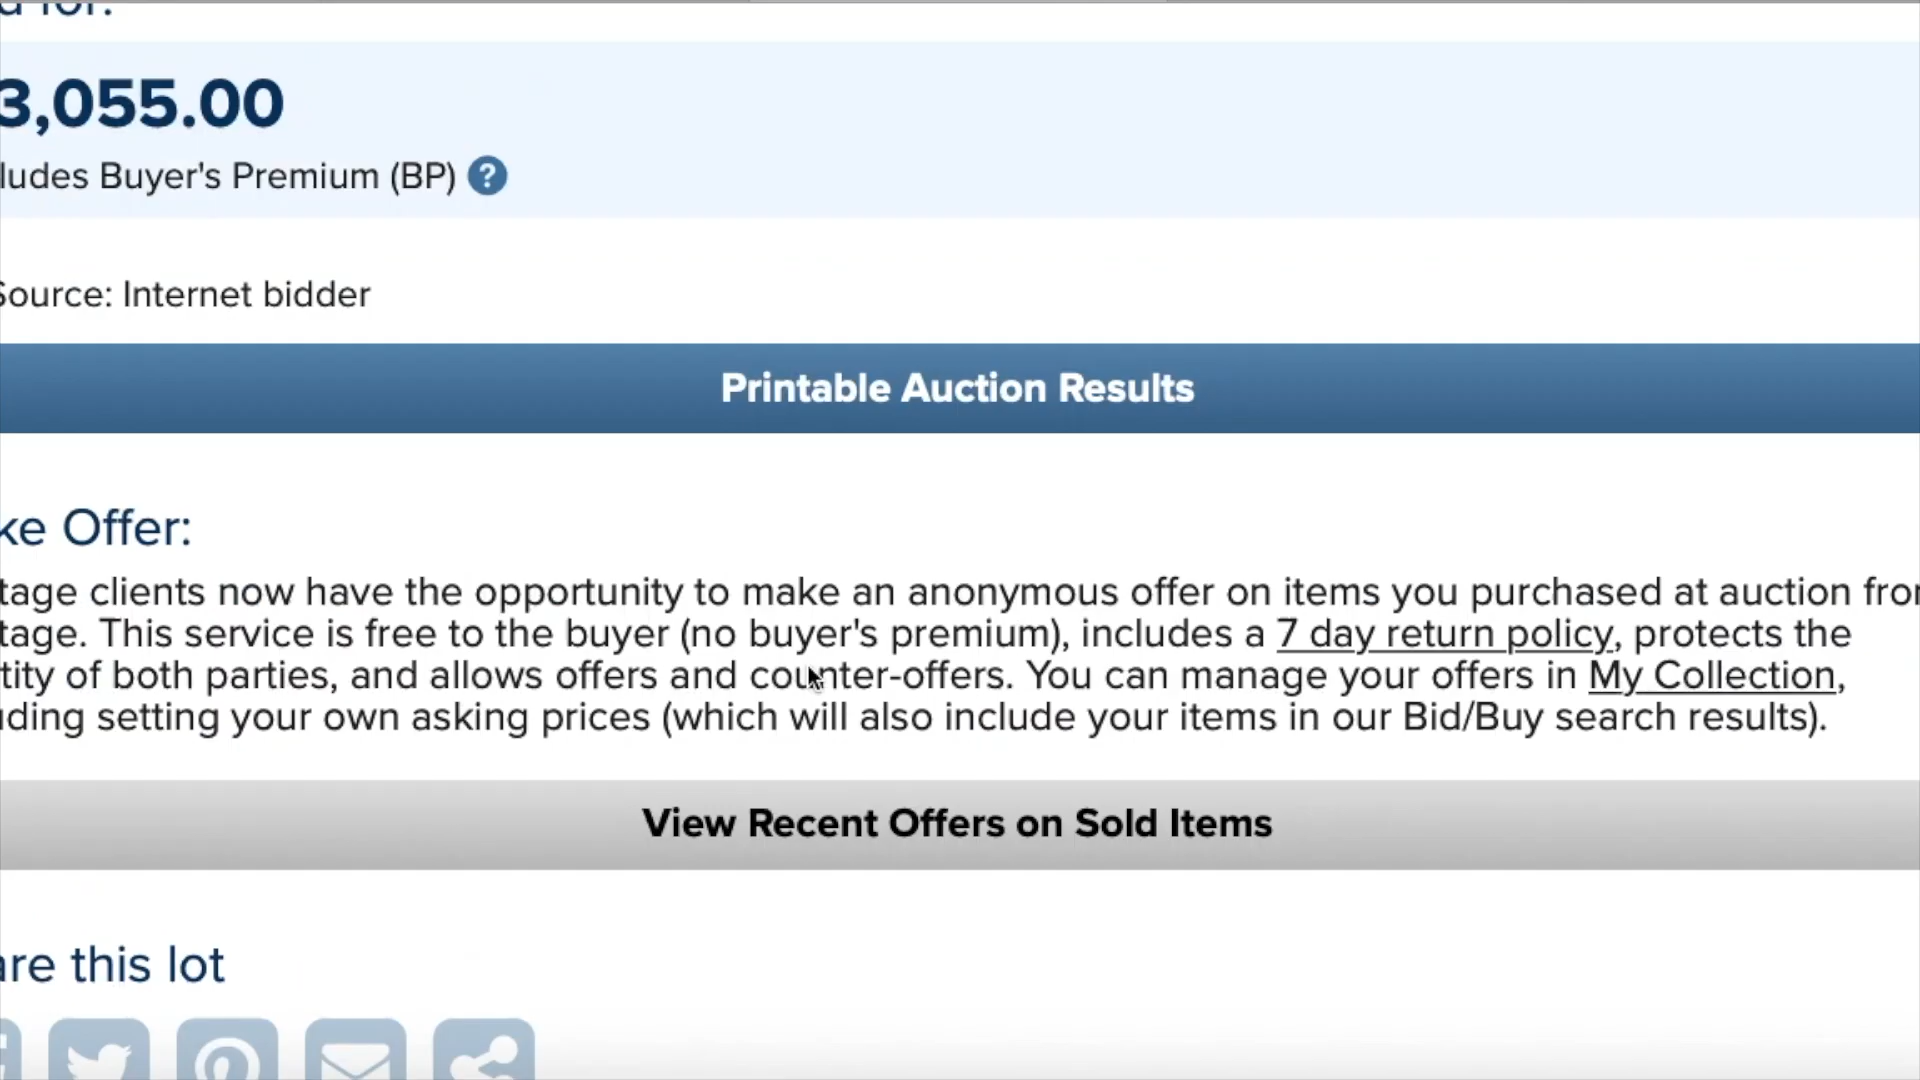 3,055.00
ludes Buyer's Premium (BP) ?
Source: Internet bidder
Printable Auction Results
ke Offer:
tage clients now have the opportunity to make an anonymous offer on items you purchased at auction fro
tage. This service is free to the buyer (no buyer's premium), includes a 7 day return policy, protects the
tity of both parties, and allows offers and counter-offers. You can manage your offers in My Collection,
uding setting your own asking prices (which will also include your items in our Bid/Buy search results).
View Recent Offers on Sold Items
are this lot